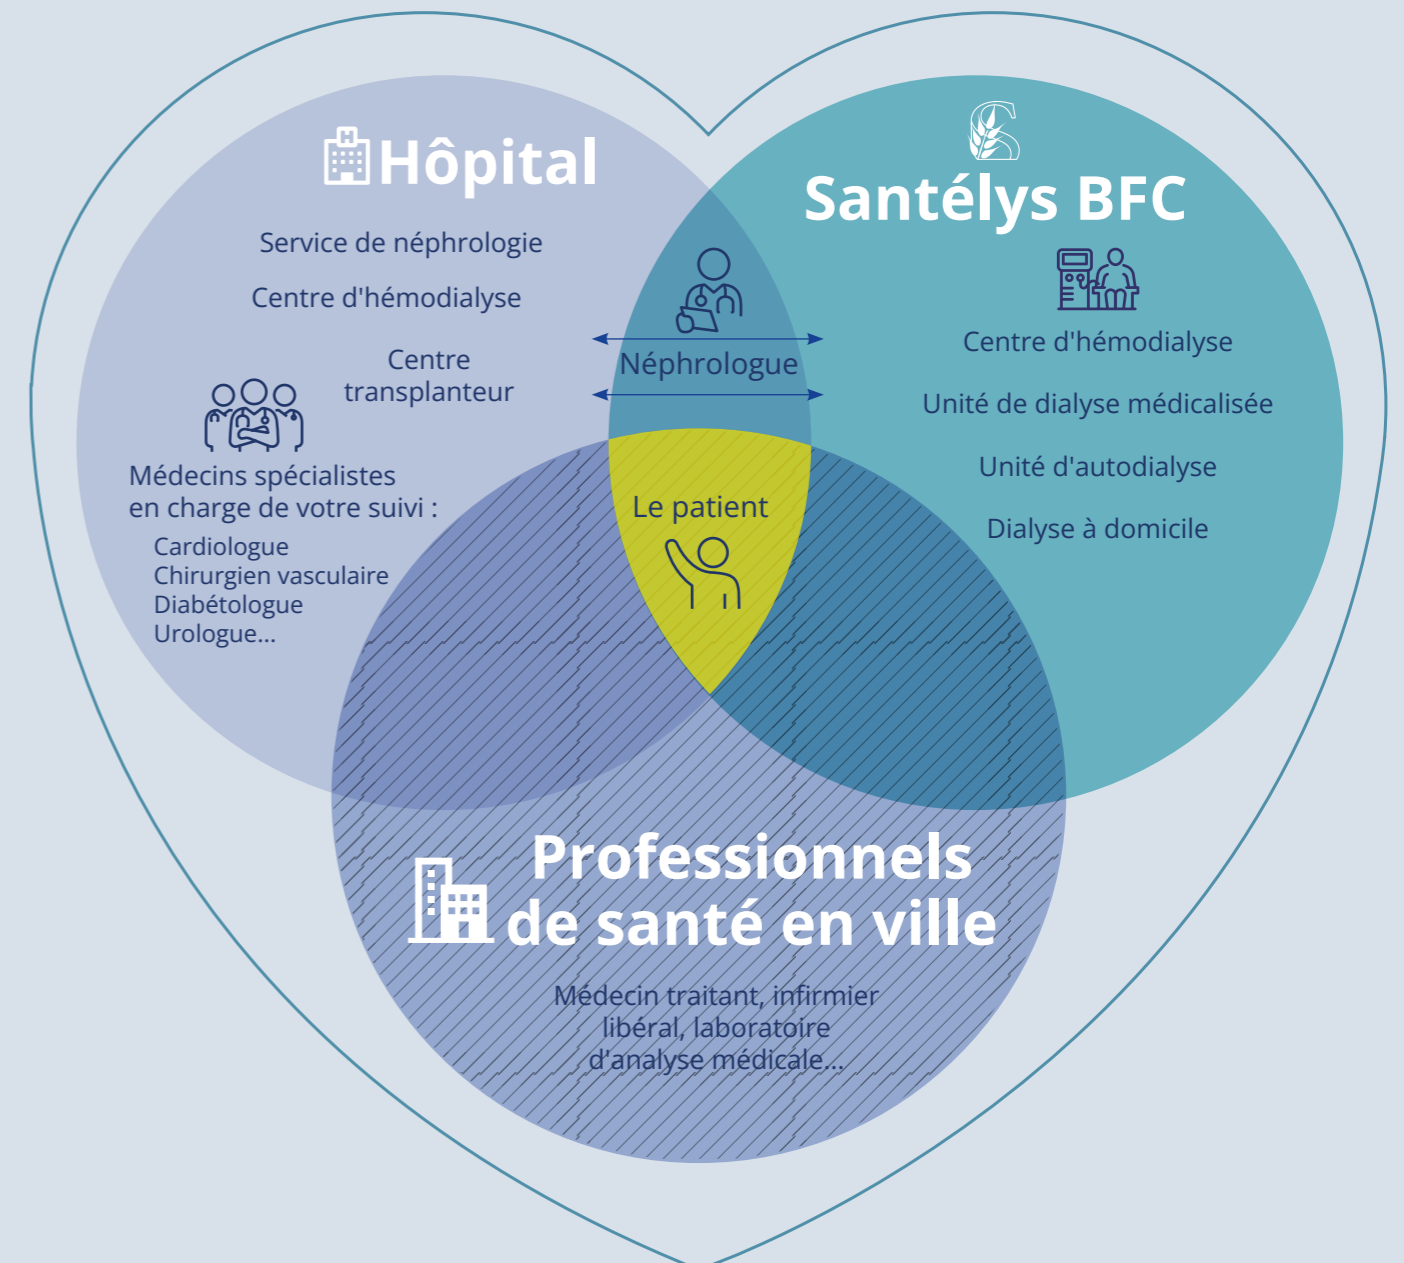 Hôpital
Service de néphrologie
Centre d'hémodialyse
Centre
transplanteur
Médecins spécialistes
en charge de votre suivi :
Cardiologue
Chirurgien vasculaire
Diabétologue
Urologue...
Néphrologue
Le patient
Santélys BFC
Centre d'hémodialyse
Unité de dialyse médicalisée
Unité d'autodialyse
Dialyse à domicile
Professionnels
de santé en ville
Médecin traitant, infirmier
libéral, laboratoire
d'analyse médicale...